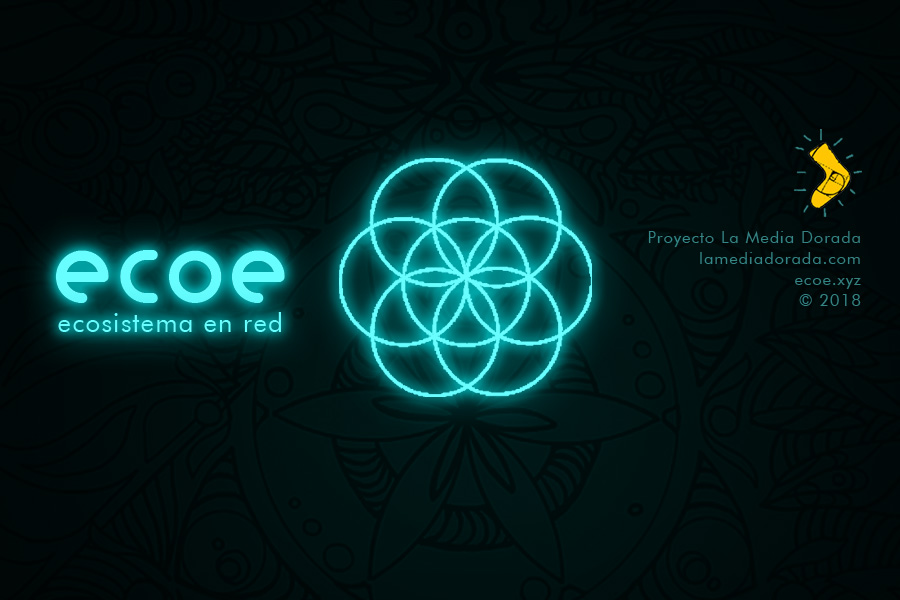 ecoe
ecosistema en red
Proyecto La Media Dorada
lamediadorada.com
ecoe.xyz
© 2018